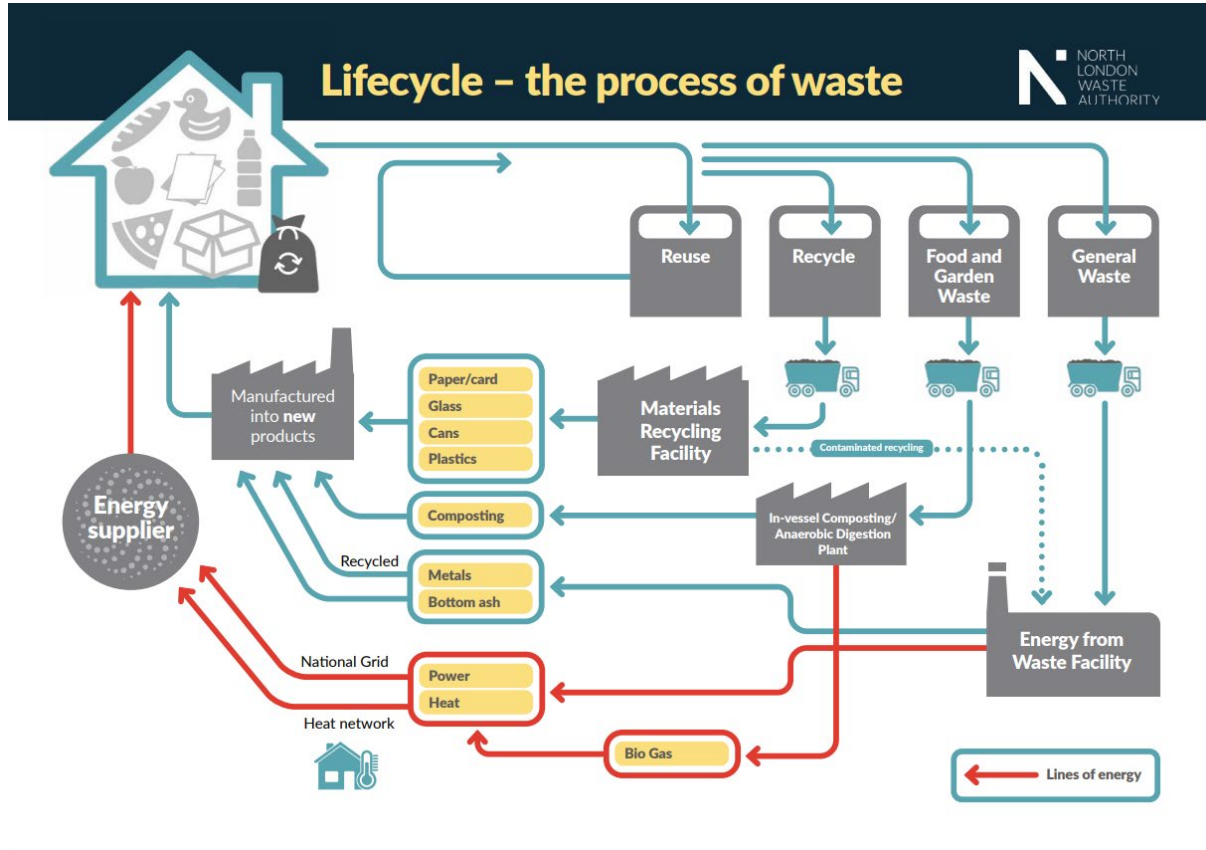 Lifecycle – the process of waste
NORTH
LONDON
WASTE
AUTHORITY
Reuse
Recycle
Food and
Garden
Waste
General
Waste
Manufactured
into new
products
Paper/card
Glass
Cans
Plastics
Materials
Recycling
Facility
Contaminated recycling
Energy
supplier
Composting
In-vessel Composting/
Anaerobic Digestion
Plant
Recycled
Metals
Bottom ash
Energy from
Waste Facility
National Grid
Power
Heat
Heat network
Bio Gas
Lines of energy